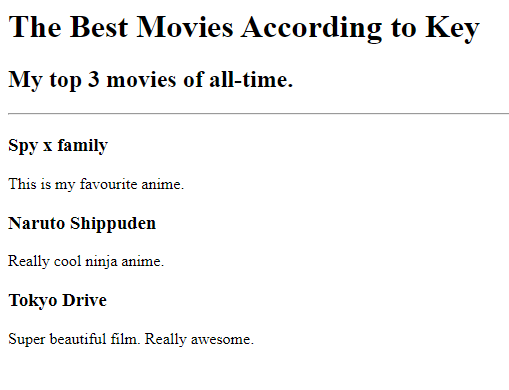 The Best Movies According to Key
My top 3 movies of all-time.
Spy x family
This is my favourite anime.
Naruto Shippuden
Really cool ninja anime.
Tokyo Drive
Super beautiful film. Really awesome.